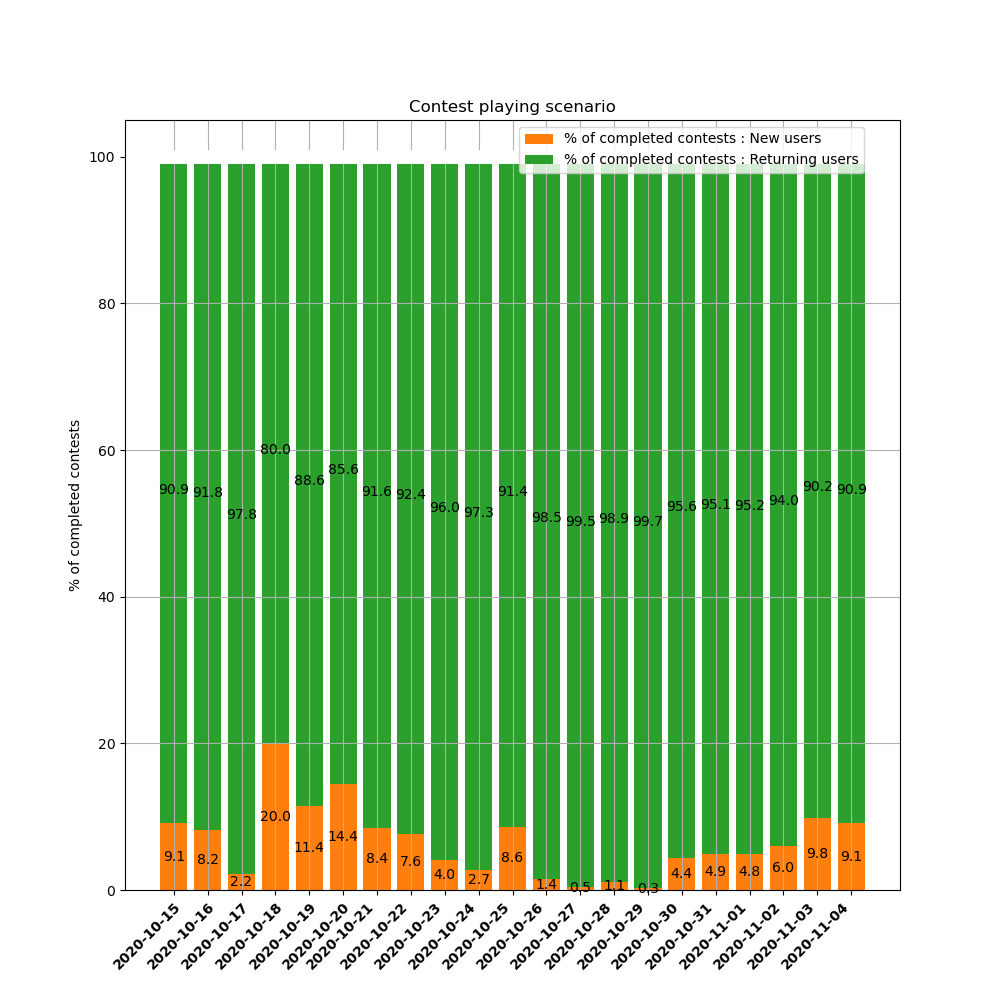 Contest playing scenario
% of completed contests : New users
% of completed contests : Returning users
% of completed contests
100
80
60
40
20
0
90.9 91.8 97.8 80.0 88.6 85.6 91.6 92.4 96.0 97.3 91.4 98.5 99.5 98.9 99.7 95.6 95.1 95.2 94.0 90.2 90.9
9.1 8.2 2.2 20.0 11.4 14.4 8.4 7.6 4.0 2.7 8.6 1.4 0.5 1.1 0.3 4.4 4.9 4.8 6.0 9.8 9.1
2020-10-15 2020-10-16 2020-10-17 2020-10-18 2020-10-19 2020-10-20 2020-10-21 2020-10-22 2020-10-23 2020-10-24 2020-10-25 2020-10-26 2020-10-27 2020-10-28 2020-10-29 2020-10-30 2020-10-31 2020-11-01 2020-11-02 2020-11-03 2020-11-04